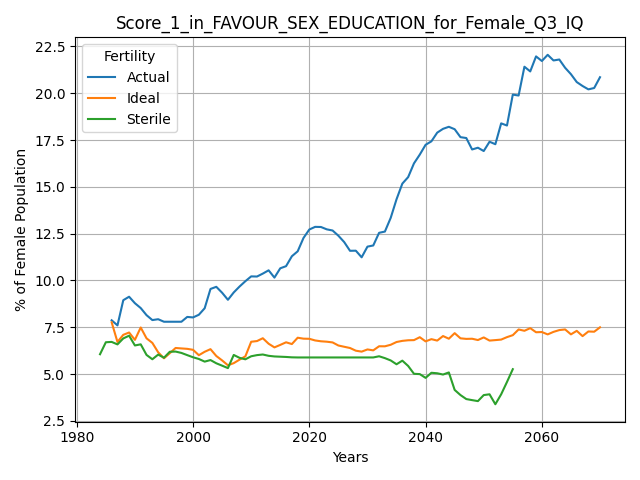 Score_1_in_FAVOUR_SEX_EDUCATION_for_Female_Q3_IQ
Fertility
Actual
Ideal
Sterile
% of Female Population
22.5
20.0
17.5
15.0
12.5
10.0
7.5
5.0
2.5
1980 2000 2020 2040 2060
Years